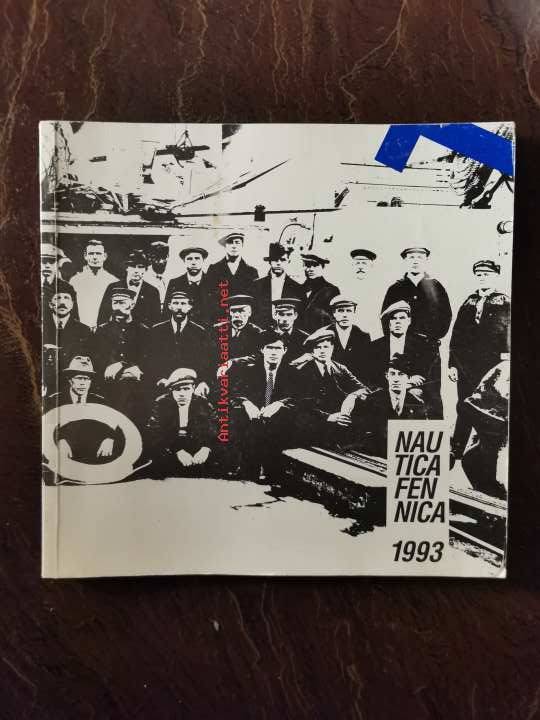 Antikvariaatti.net
NAU
TICA
FEN
NICA
1993